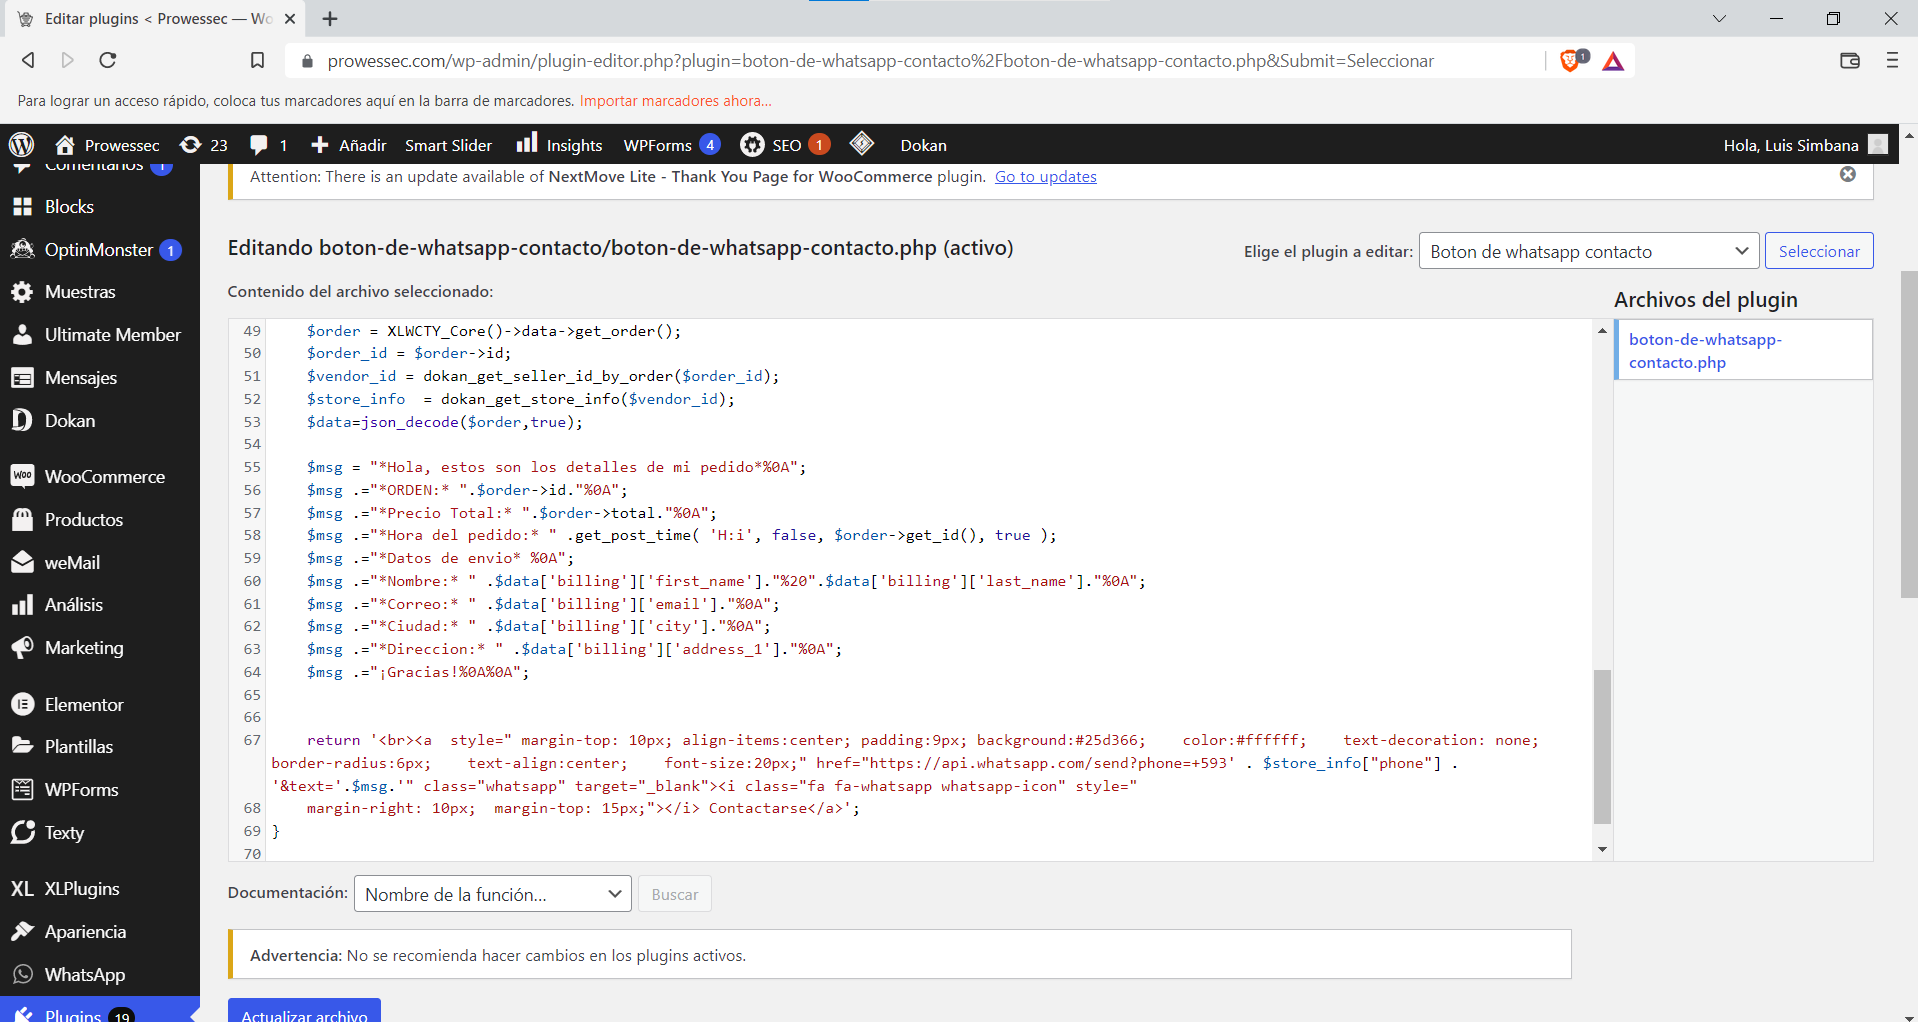 Editar plugins < Prowessec — Wo
prowessec.com/wp-admin/plugin-editor.php?plugin=boton-de-whatsapp-contacto%2Fboton-de-whatsapp-contacto.php&Submit=Seleccionar
1
Para lograr un acceso rápido, coloca tus marcadores aquí en la barra de marcadores. Importar marcadores ahora...
Prowessec 23 1 Añadir Smart Slider Insights WPForms 4 SEO 1 Dokan Hola, Luis Simbana
Comentarios 1
Blocks
OptinMonster 1
Muestras
Ultimate Member
Mensajes
Dokan
WooCommerce
Productos
weMail
Análisis
Marketing
Elementor
Plantillas
WPForms
Texty
XL XLPlugins
Apariencia
WhatsApp
Plugins 19
Attention: There is an update available of NextMove Lite - Thank You Page for WooCommerce plugin. Go to updates
Editando boton-de-whatsapp-contacto/boton-de-whatsapp-contacto.php (activo)
Elige el plugin a editar: Boton de whatsapp contacto Seleccionar
Contenido del archivo seleccionado:
Archivos del plugin
boton-de-whatsapp-
contacto.php
49 $order = XLWCTY_Core()->data->get_order();
50 $order_id = $order->id;
51 $vendor_id = dokan_get_seller_id_by_order($order_id);
52 $store_info  = dokan_get_store_info($vendor_id);
53 $data=json_decode($order,true);
54
55 $msg = "*Hola, estos son los detalles de mi pedido*%0A";
56 $msg .="*ORDEN:* ".$order->id."%0A";
57 $msg .="*Precio Total:* ".$order->total."%0A";
58 $msg .="*Hora del pedido:* " .get_post_time( 'H:i', false, $order->get_id(), true );
59 $msg .="*Datos de envio* %0A";
60 $msg .="*Nombre:* " .$data['billing']['first_name']."%20".$data['billing']['last_name']."%0A";
61 $msg .="*Correo:* " .$data['billing']['email']."%0A";
62 $msg .="*Ciudad:* " .$data['billing']['city']."%0A";
63 $msg .="*Direccion:* " .$data['billing']['address_1']."%0A";
64 $msg .="¡Gracias!%0A%0A";
65
66
67 return '<br><a  style=" margin-top: 10px; align-items:center; padding:9px; background:#25d366;    color:#ffffff;    text-decoration: none;
border-radius:6px;    text-align:center;    font-size:20px;" href="https://api.whatsapp.com/send?phone=+593' . $store_info["phone"] .
'&text='.$msg.'" class="whatsapp" target="_blank"><i class="fa fa-whatsapp whatsapp-icon" style="
68 margin-right: 10px;  margin-top: 15px;"></i> Contactarse</a>';
69 }
70
Documentación: Nombre de la función... Buscar
Advertencia: No se recomienda hacer cambios en los plugins activos.
Actualizar archivo